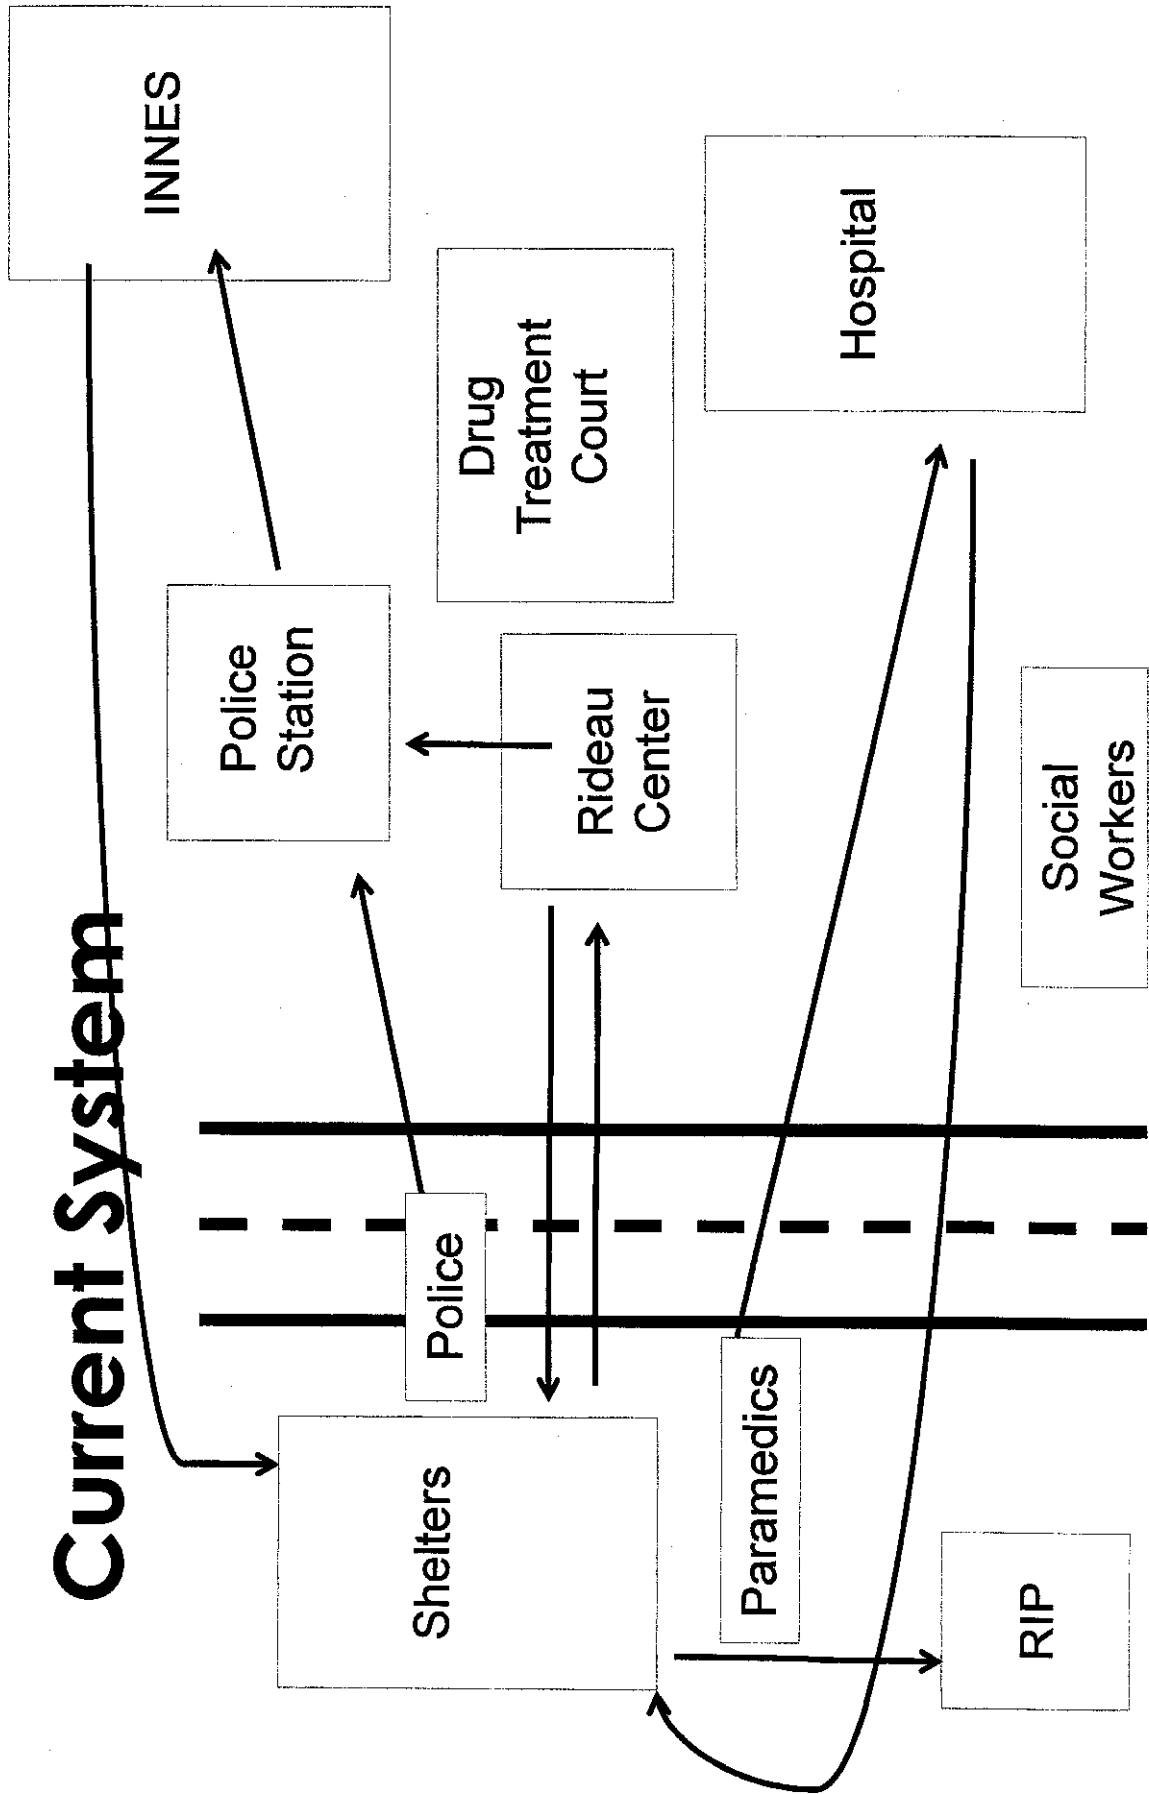 Current System
INNES
Police
Station
Drug
Treatment
Court
Shelters
Police
Rideau
Center
Hospital
Paramedics
RIP
Social
Workers